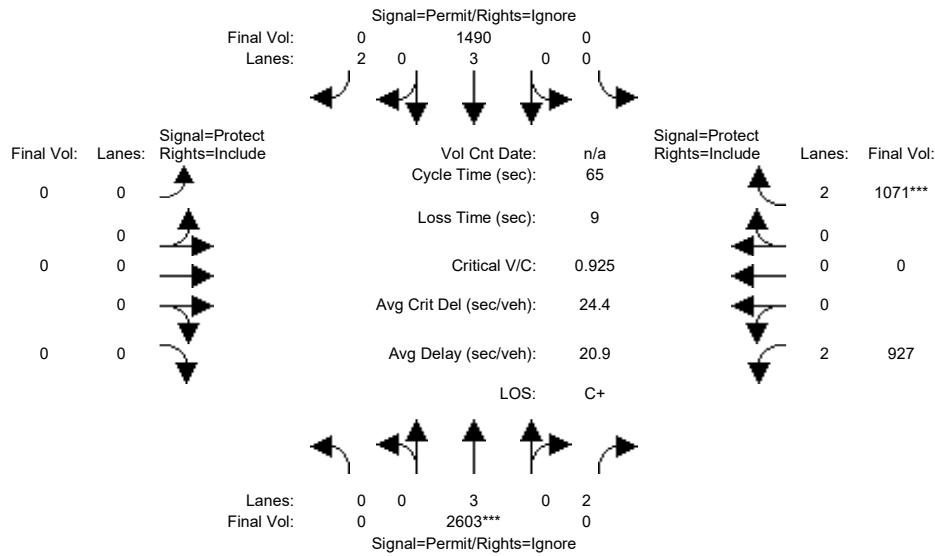 Signal=Permit/Rights=Ignore
Final Vol: 0 1490 0
Lanes: 2 0 3 0 0
Signal=Protect Signal=Protect
Final Vol: Lanes: Rights=Include Vol Cnt Date: n/a Rights=Include Lanes: Final Vol:
Cycle Time (sec): 65
0 0 2 1071***
Loss Time (sec): 9
0 0
0 0 Critical V/C: 0.925 0 0
0 Avg Crit Del (sec/veh): 24.4 0
0 0 Avg Delay (sec/veh): 20.9 2 927
LOS: C+
Lanes: 0 0 3 0 2
Final Vol: 0 2603*** 0
Signal=Permit/Rights=Ignore